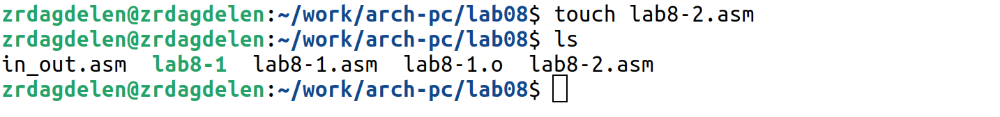 zrdagdelen@zrdagdelen:~/work/arch-pc/lab08$ touch lab8-2.asm
zrdagdelen@zrdagdelen:~/work/arch-pc/lab08$ ls
in_out.asm  lab8-1  lab8-1.asm  lab8-1.o  lab8-2.asm
zrdagdelen@zrdagdelen:~/work/arch-pc/lab08$